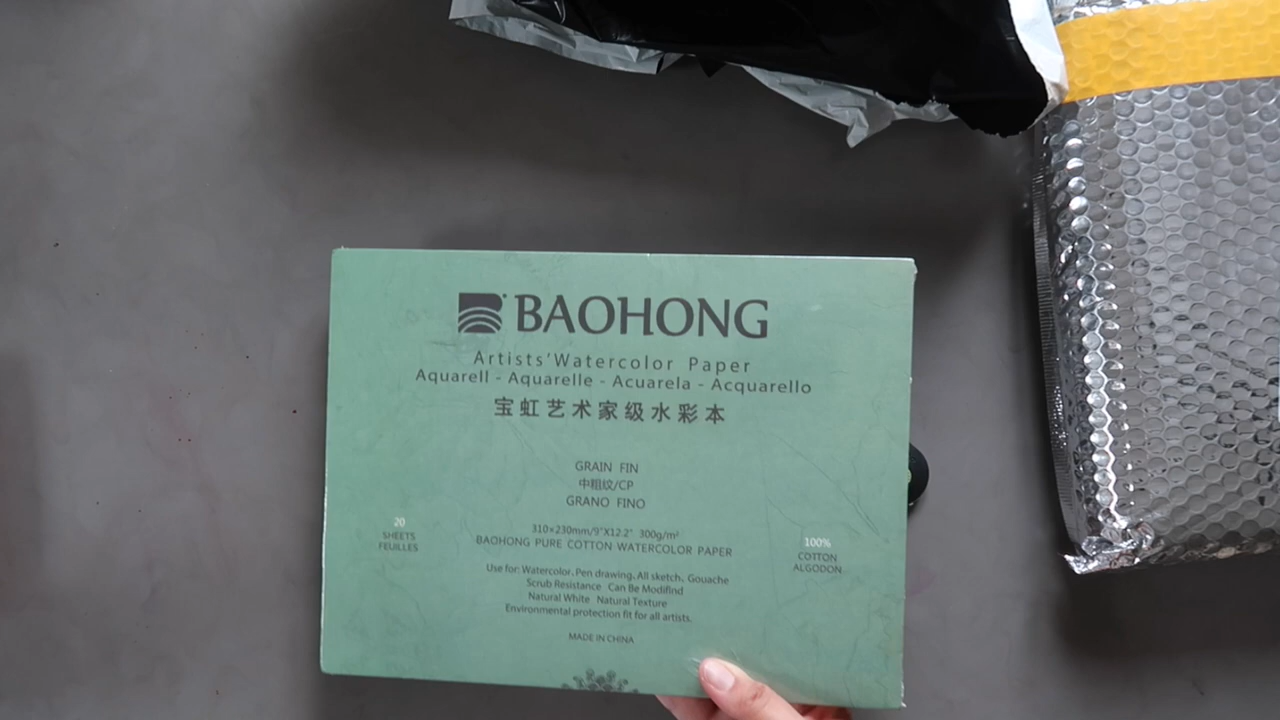 BAOHONG
Artists'Watercolor Paper
Aquarell - Aquarelle - Acuarela - Acquarello
宝虹艺术家级水彩本
GRAIN FIN
中粗纹/CP
GRANO FINO
20
SHEETS
FEUILLES
310×230mm/9"X12.2" 300g/m²
BAOHONG PURE COTTON WATERCOLOR PAPER
100%
COTTON
ALGODON
Use for: Watercolor、Pen drawing、All sketch、Gouache
Scrub Resistance Can Be Modifind
Natural White Natural Texture
Environmental protection fit for all artists.
MADE IN CHINA